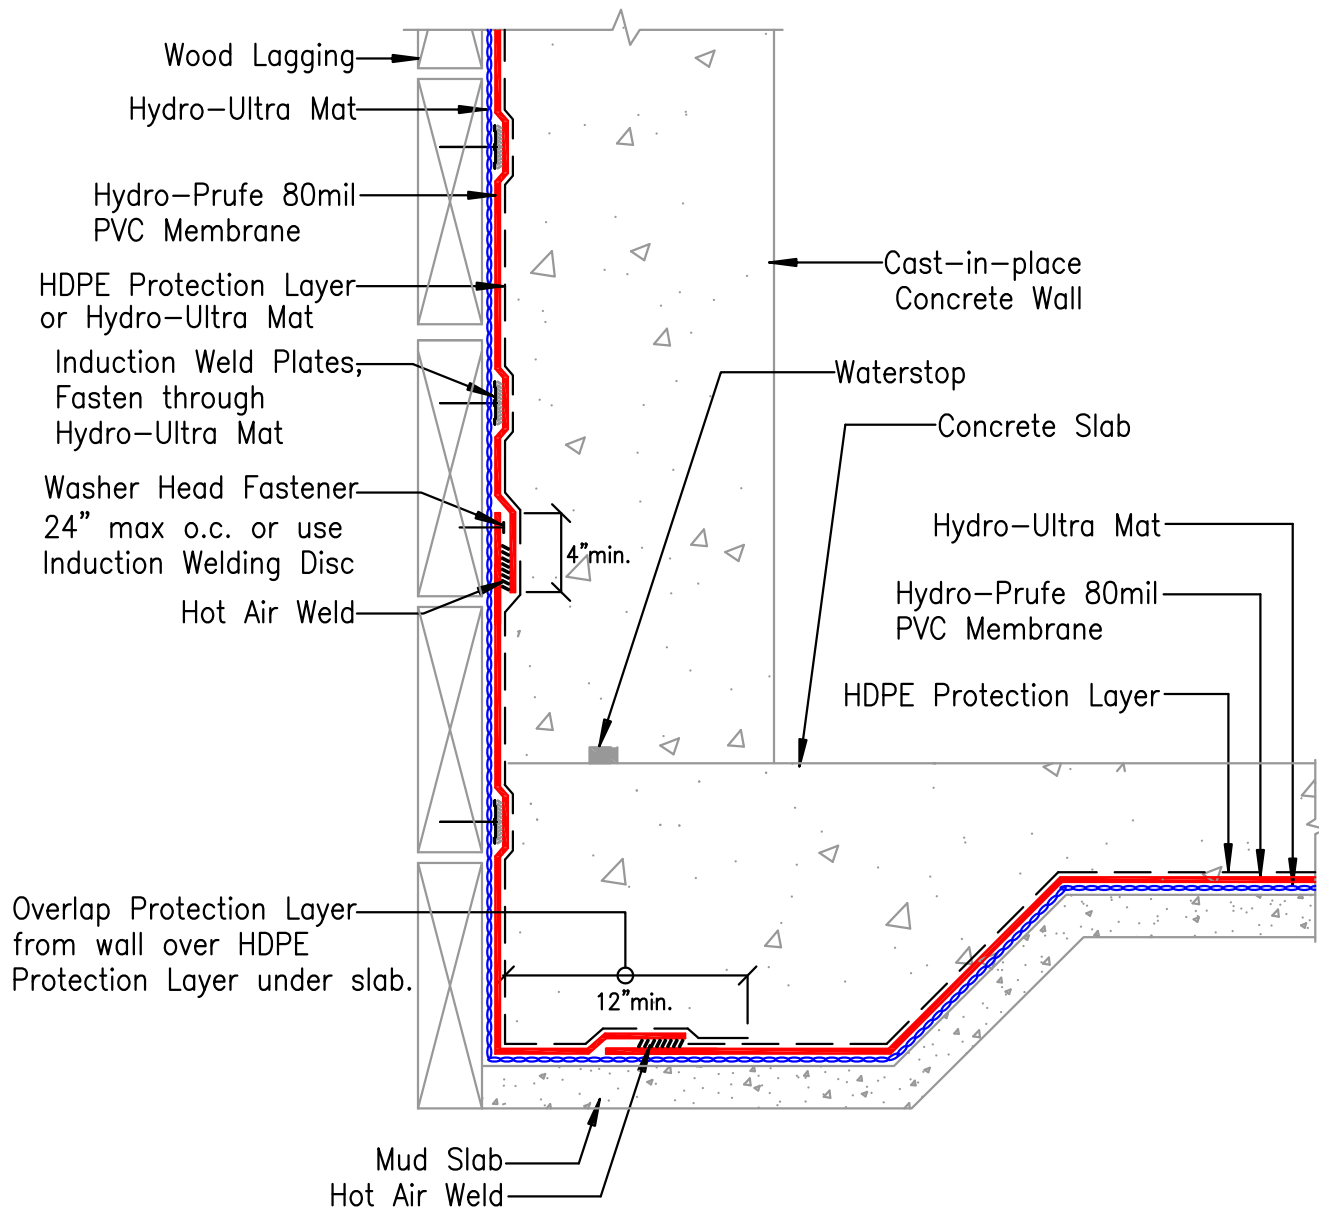 Wood Lagging
Hydro-Ultra Mat
Hydro-Prufe 80mil
PVC Membrane
HDPE Protection Layer
or Hydro-Ultra Mat
Induction Weld Plates,
Fasten through
Hydro-Ultra Mat
Washer Head Fastener
24" max o.c. or use
Induction Welding Disc
Hot Air Weld
4"min.
Cast-in-place
Concrete Wall
Waterstop
Concrete Slab
Hydro-Ultra Mat
Hydro-Prufe 80mil
PVC Membrane
HDPE Protection Layer
Overlap Protection Layer
from wall over HDPE
Protection Layer under slab.
12"min.
Mud Slab
Hot Air Weld